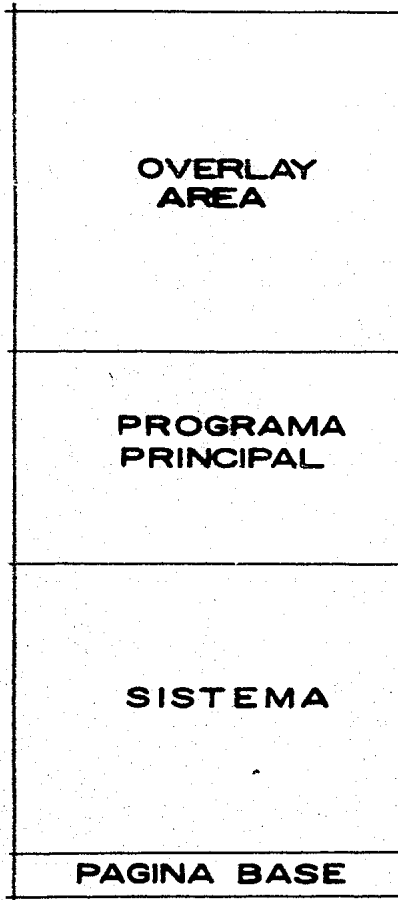 OVERLAY
AREA
PROGRAMA
PRINCIPAL
SISTEMA
PAGINA BASE